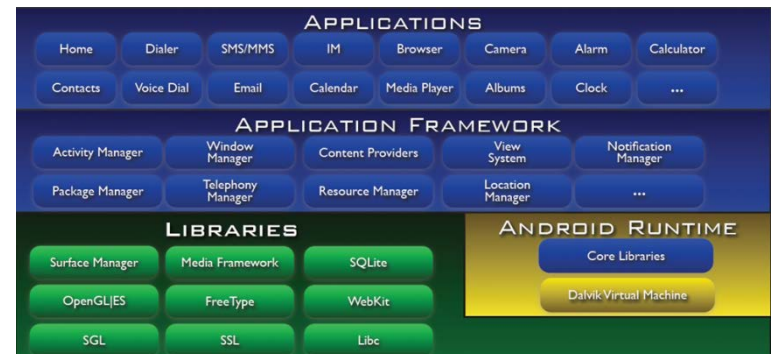 APPLICATIONS
Home Dialer SMS/MMS IM Browser Camera Alarm Calculator
Contacts Voice Dial Email Calendar Media Player Albums Clock ...
APPLICATION FRAMEWORK
Activity Manager Window Manager Content Providers View System Notification Manager
Package Manager Telephony Manager Resource Manager Location Manager ...
LIBRARIES ANDROID RUNTIME
Surface Manager Media Framework SQLite Core Libraries
OpenGL|ES FreeType WebKit Dalvik Virtual Machine
SGL SSL Libc